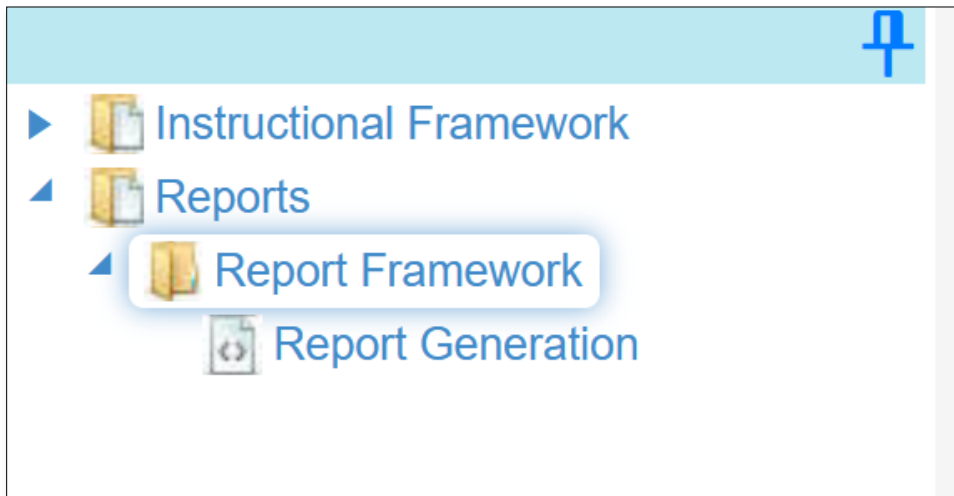 Instructional Framework
Reports
Report Framework
Report Generation